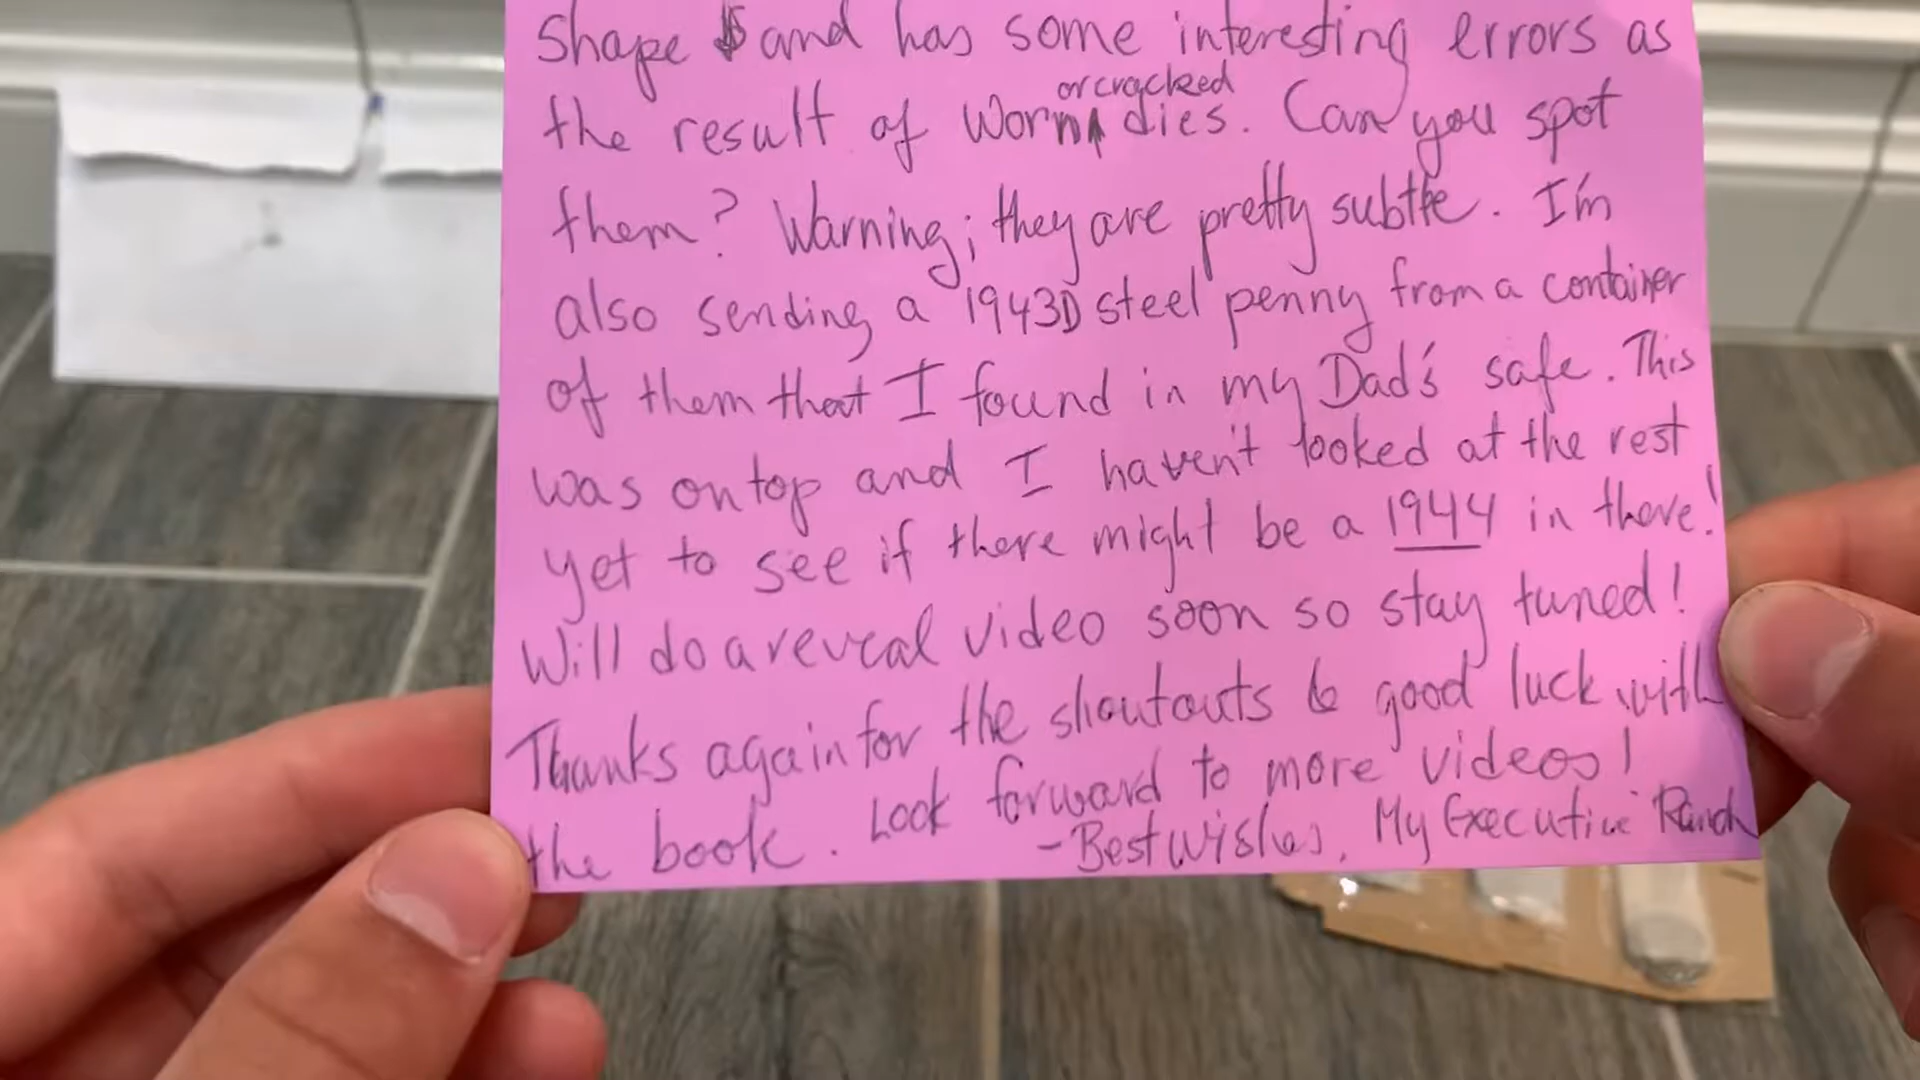 Shape and has some interesting errors as
the result of worn or cracked dies. Can you spot
them? Warning; they are pretty subtle. I'm
also sending a 1943D steel penny from a container
of them that I found in my Dad's safe. This
was on top and I haven't looked at the rest
yet to see if there might be a 1944 in there!
Will do a reveal video soon so stay tuned!
Thanks again for the shoutouts & good luck with
the book. Look forward to more videos!
-Best wishes, My Executive Ranch